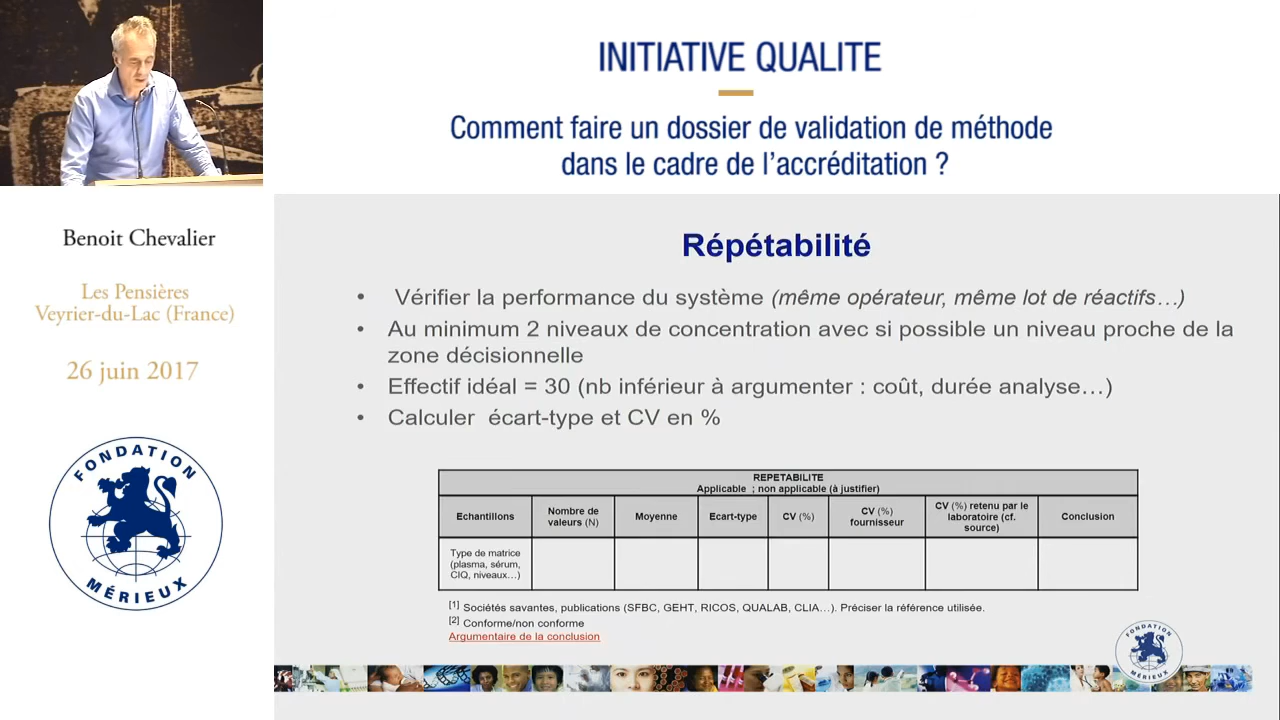 INITIATIVE QUALITE
Comment faire un dossier de validation de méthode
dans le cadre de l’accréditation ?
Benoit Chevalier
Les Pensières
Veyrier-du-Lac (France)
26 juin 2017
FONDATION
MÉRIEUX
Répétabilité
• Vérifier la performance du système (même opérateur, même lot de réactifs…)
• Au minimum 2 niveaux de concentration avec si possible un niveau proche de la
zone décisionnelle
• Effectif idéal = 30 (nb inférieur à argumenter : coût, durée analyse…)
• Calculer écart-type et CV en %
REPETABILITE
Applicable ; non applicable (à justifier)
Echantillons
Nombre de
valeurs (N)
Moyenne
Ecart-type
CV (%)
CV (%)
fournisseur
CV (%) retenu par le
laboratoire (cf.
source)
Conclusion
Type de matrice
(plasma, sérum,
CIQ, niveaux…)
[1] Sociétés savantes, publications (SFBC, GEHT, RICOS, QUALAB, CLIA…). Préciser la référence utilisée.
[2] Conforme/non conforme
Argumentaire de la conclusion
FONDATION
MÉRIEUX